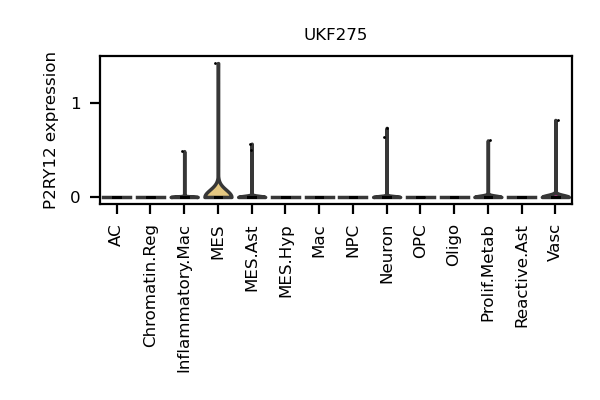 UKF275
P2RY12 expression
1
0
AC
Chromatin.Reg
Inflammatory.Mac
MES
MES.Ast
MES.Hyp
Mac
NPC
Neuron
OPC
Oligo
Prolif.Metab
Reactive.Ast
Vasc